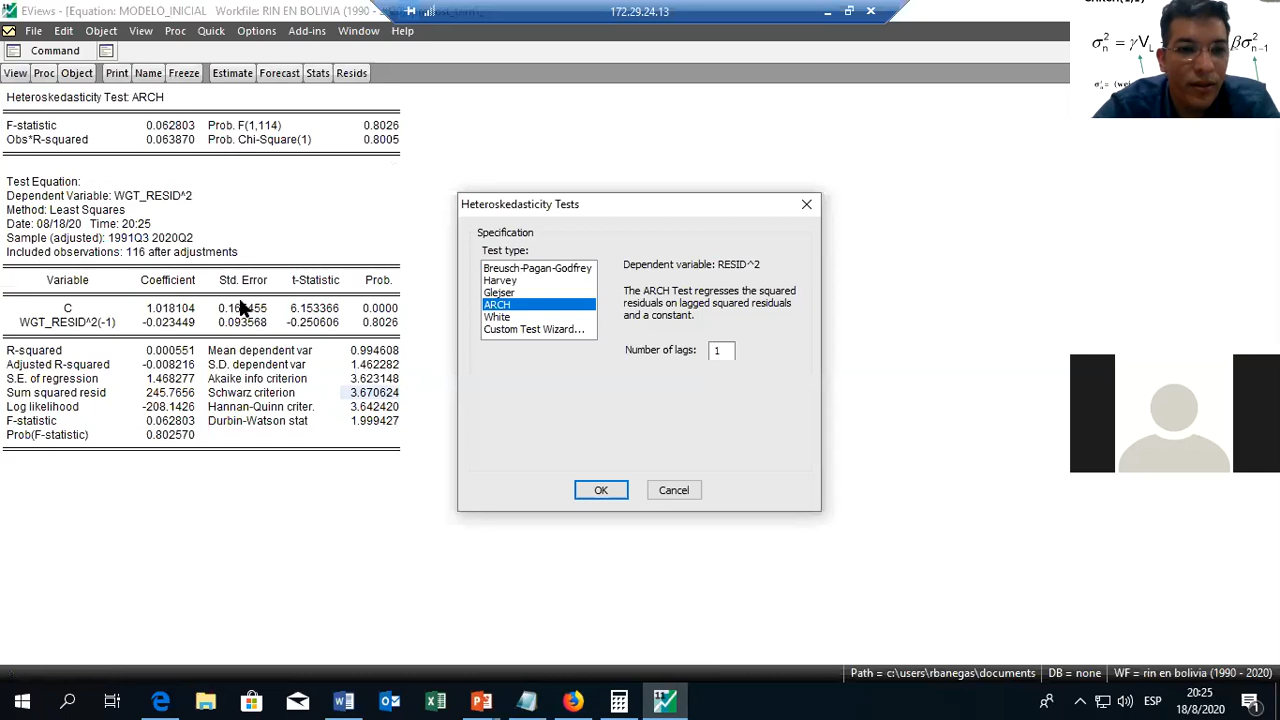 EViews - [Equation: MODELO_INICIAL Workfile: RIN EN BOLIVIA (1990 -
172.29.24.13
File Edit Object View Proc Quick Options Add-ins Window Help
Command
View Proc Object Print Name Freeze Estimate Forecast Stats Resids
Heteroskedasticity Test: ARCH
F-statistic 0.062803 Prob. F(1,114) 0.8026
Obs*R-squared 0.063870 Prob. Chi-Square(1) 0.8005
Test Equation:
Dependent Variable: WGT_RESID^2
Method: Least Squares
Date: 08/18/20 Time: 20:25
Sample (adjusted): 1991Q3 2020Q2
Included observations: 116 after adjustments
Variable Coefficient Std. Error t-Statistic Prob.
C 1.018104 6.153366 0.0000
WGT_RESID^2(-1) -0.023449 0.093568 -0.250606 0.8026
R-squared 0.000551 Mean dependent var 0.994608
Adjusted R-squared -0.008216 S.D. dependent var 1.462282
S.E. of regression 1.468277 Akaike info criterion 3.623148
Sum squared resid 245.7656 Schwarz criterion 3.670624
Log likelihood -208.1426 Hannan-Quinn criter. 3.642420
F-statistic 0.062803 Durbin-Watson stat 1.999427
Prob(F-statistic) 0.802570
Heteroskedasticity Tests
Specification
Test type:
Breusch-Pagan-Godfrey
Harvey
Glejser
ARCH
White
Custom Test Wizard...
Dependent variable: RESID^2
The ARCH Test regresses the squared
residuals on lagged squared residuals
and a constant.
Number of lags: 1
OK Cancel
Path = c:\users\rbanegas\documents DB = none WF = rin en bolivia (1990 - 2020)
ESP
20:25
18/8/2020